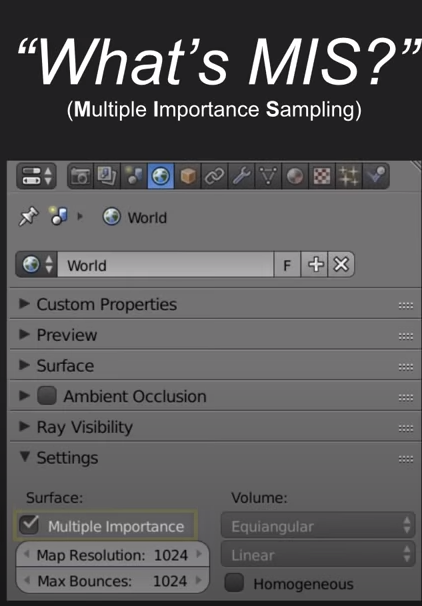 “What’s MIS?”
(Multiple Importance Sampling)
World
World F
Custom Properties
Preview
Surface
Ambient Occlusion
Ray Visibility
Settings
Surface: Volume:
Multiple Importance Equiangular
Map Resolution: 1024 Linear
Max Bounces: 1024 Homogeneous